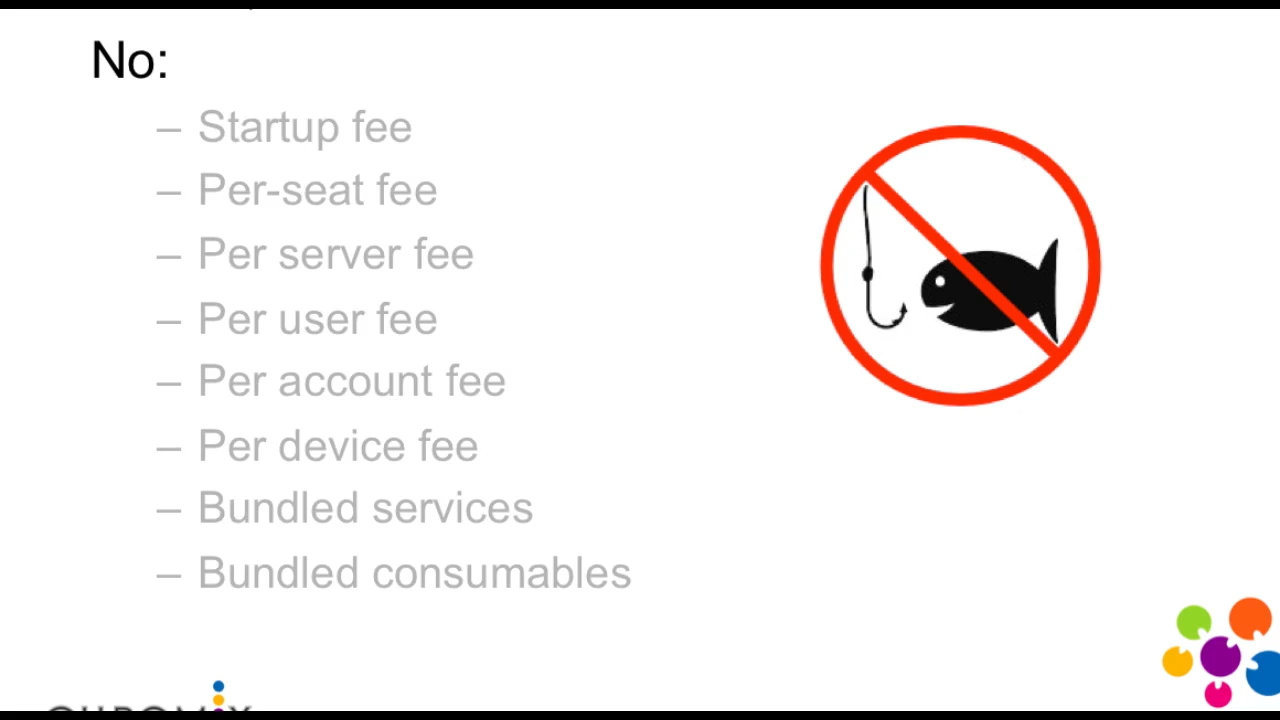 No:
– Startup fee
– Per-seat fee
– Per server fee
– Per user fee
– Per account fee
– Per device fee
– Bundled services
– Bundled consumables